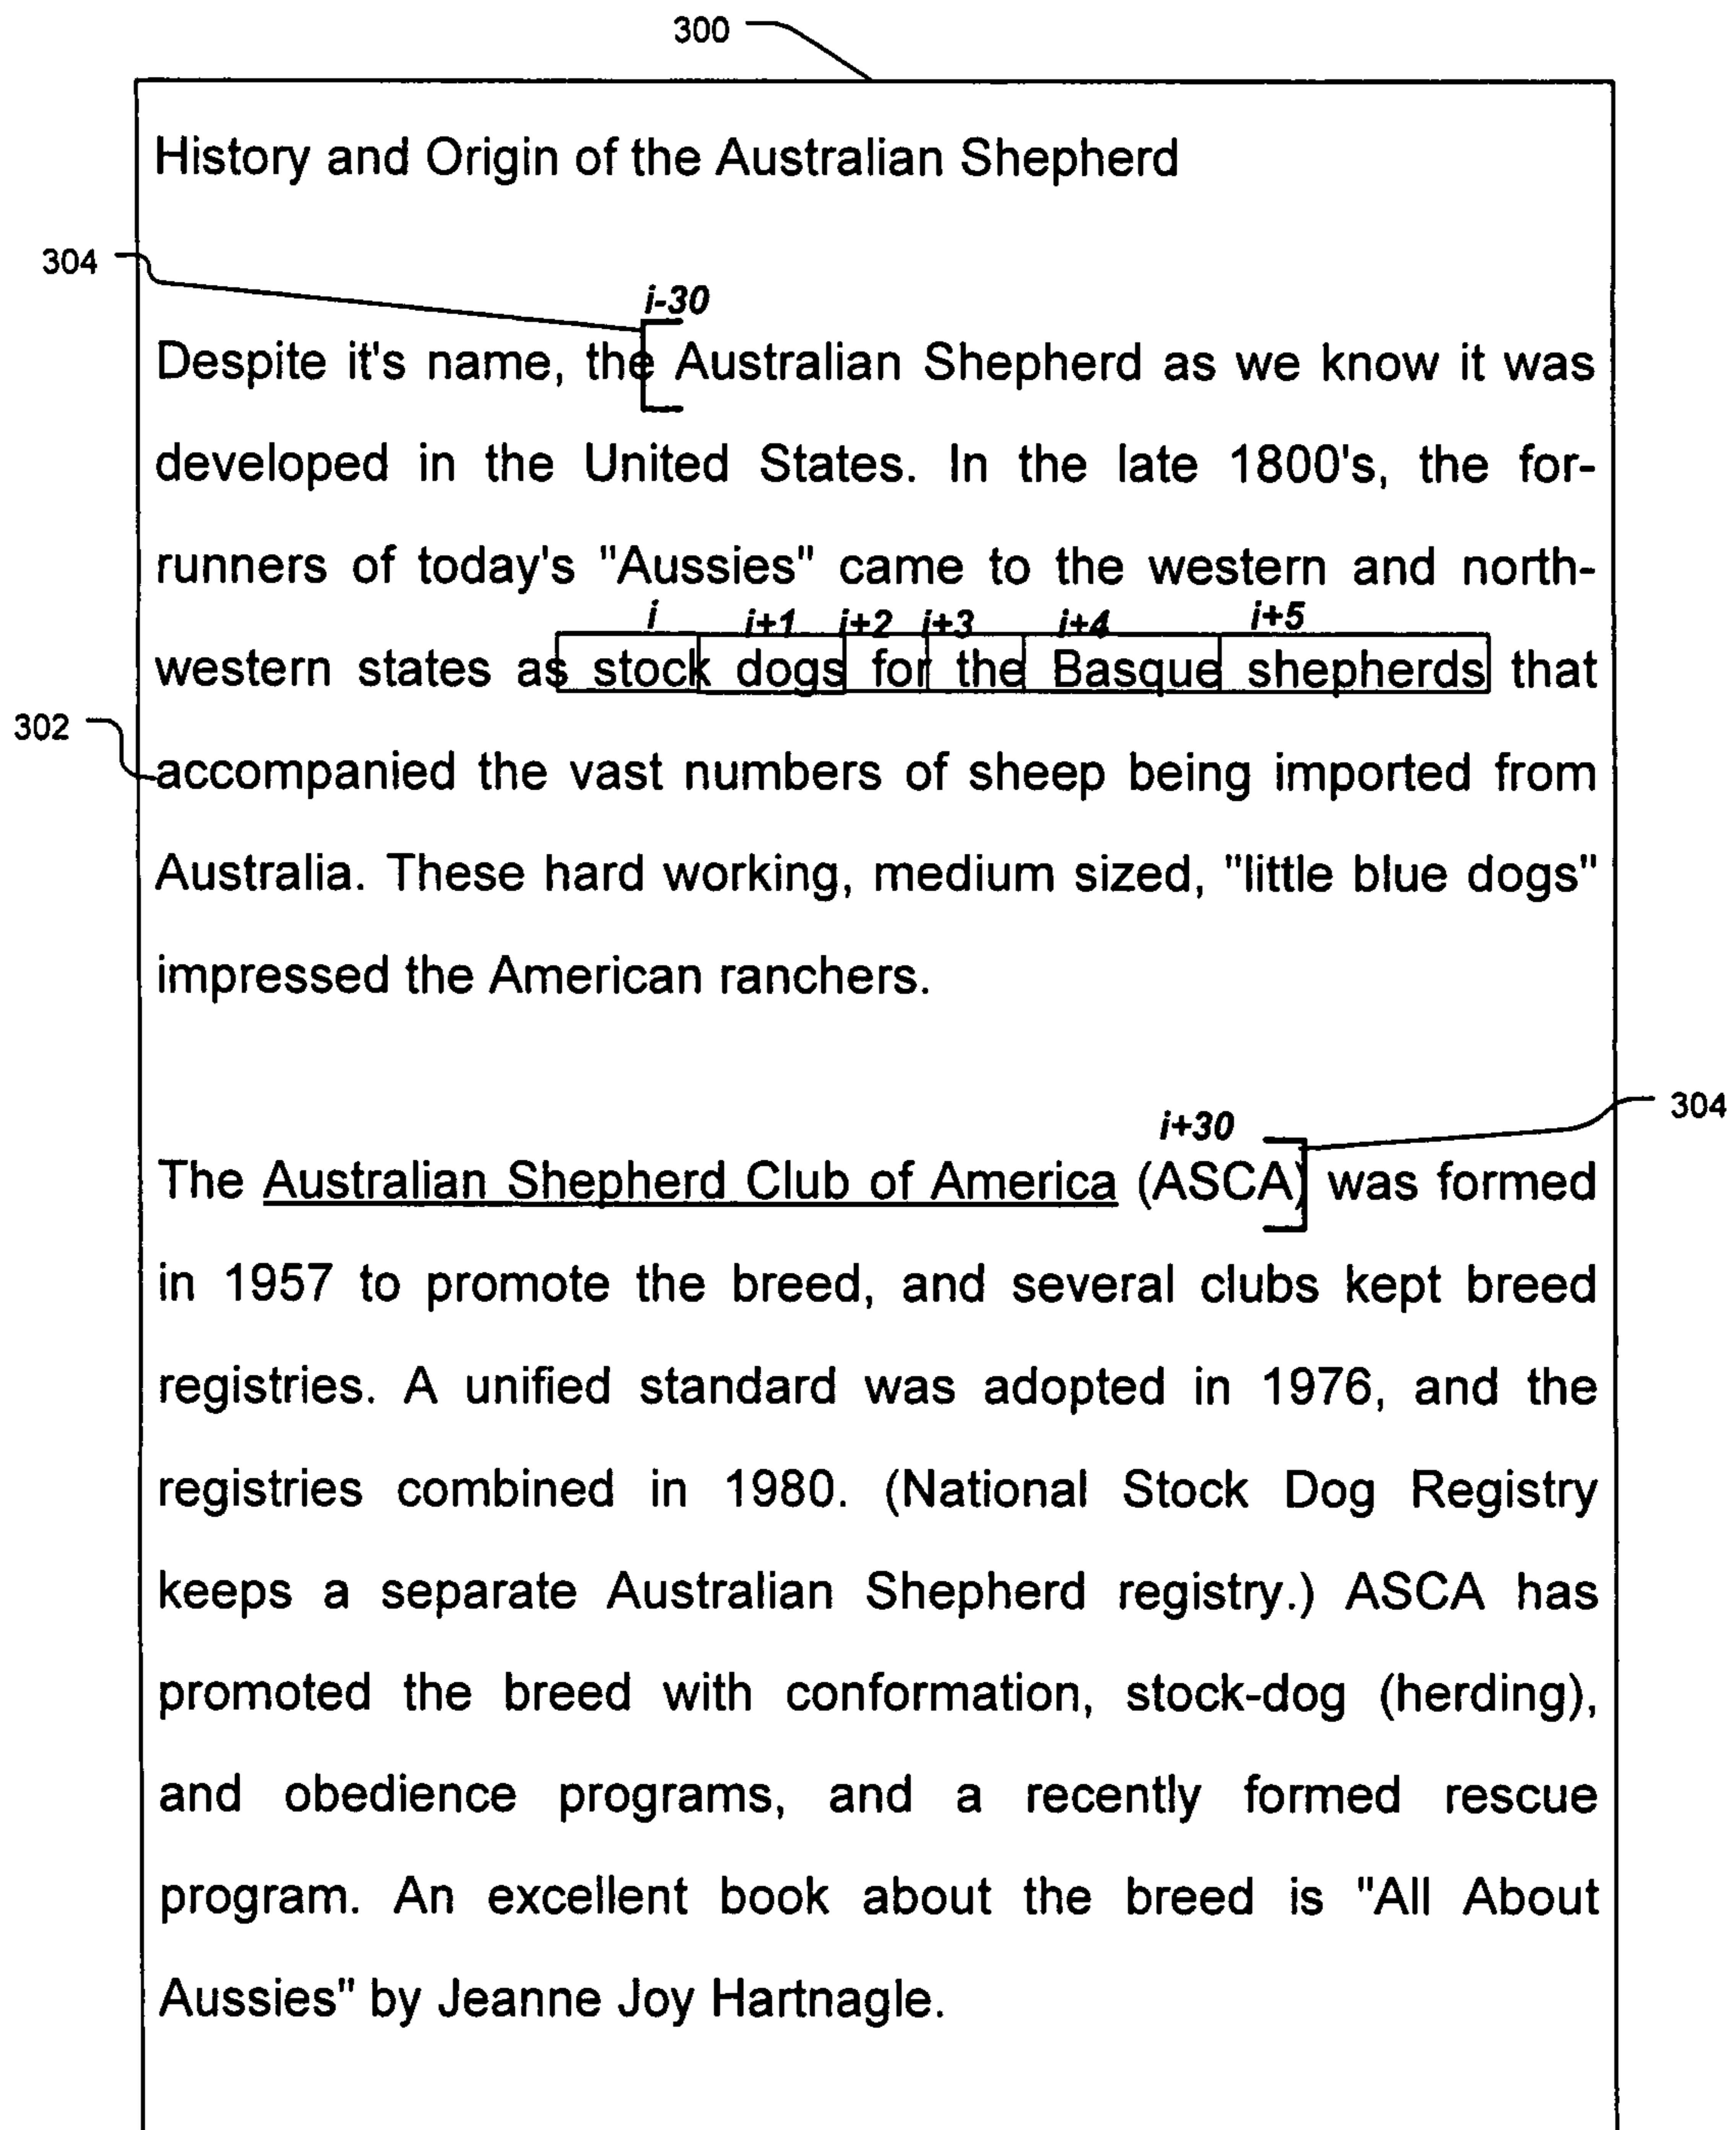 300
History and Origin of the Australian Shepherd
304
i-30
Despite it's name, the Australian Shepherd as we know it was
developed in the United States. In the late 1800's, the for-
runners of today's "Aussies" came to the western and north-
i i+1 i+2 i+3 i+4 i+5
western states as stock dogs for the Basque shepherds that
302
accompanied the vast numbers of sheep being imported from
Australia. These hard working, medium sized, "little blue dogs"
impressed the American ranchers.
i+30
304
The Australian Shepherd Club of America (ASCA) was formed
in 1957 to promote the breed, and several clubs kept breed
registries. A unified standard was adopted in 1976, and the
registries combined in 1980. (National Stock Dog Registry
keeps a separate Australian Shepherd registry.) ASCA has
promoted the breed with conformation, stock-dog (herding),
and obedience programs, and a recently formed rescue
program. An excellent book about the breed is "All About
Aussies" by Jeanne Joy Hartnagle.